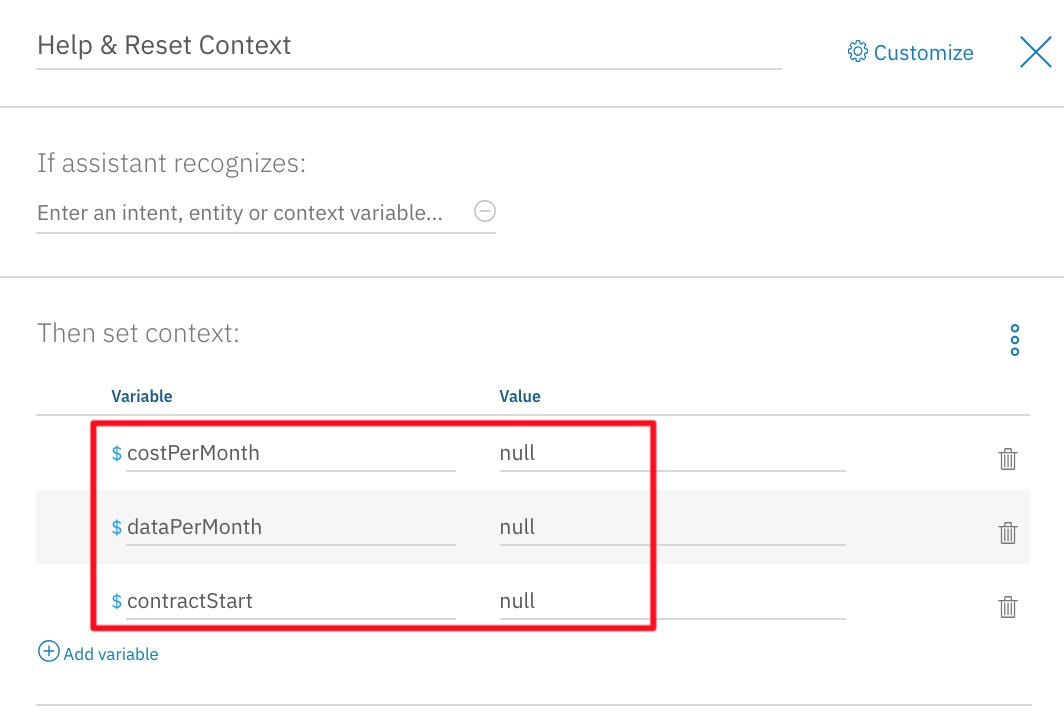 Help & Reset Context
Customize
If assistant recognizes:
Enter an intent, entity or context variable...
Then set context:
Variable Value
$ costPerMonth null
$ dataPerMonth null
$ contractStart null
Add variable